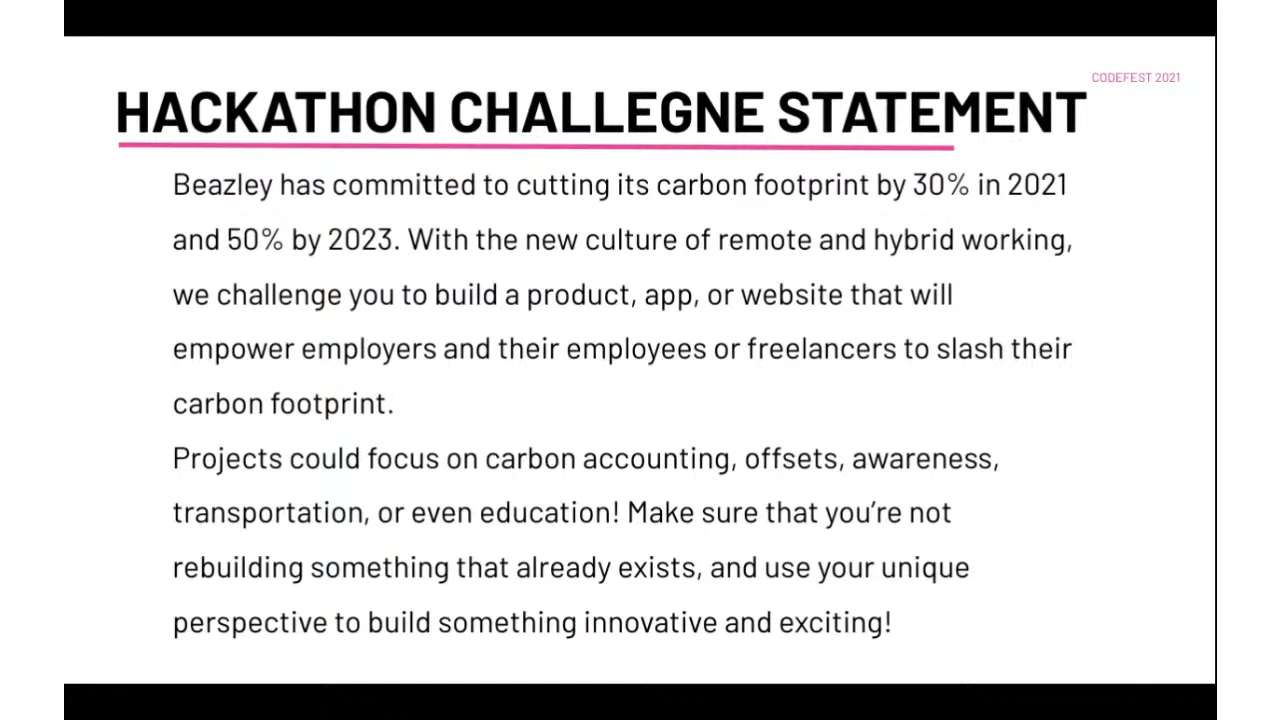 CODEFEST 2021
HACKATHON CHALLEGNE STATEMENT
Beazley has committed to cutting its carbon footprint by 30% in 2021
and 50% by 2023. With the new culture of remote and hybrid working,
we challenge you to build a product, app, or website that will
empower employers and their employees or freelancers to slash their
carbon footprint.
Projects could focus on carbon accounting, offsets, awareness,
transportation, or even education! Make sure that you’re not
rebuilding something that already exists, and use your unique
perspective to build something innovative and exciting!